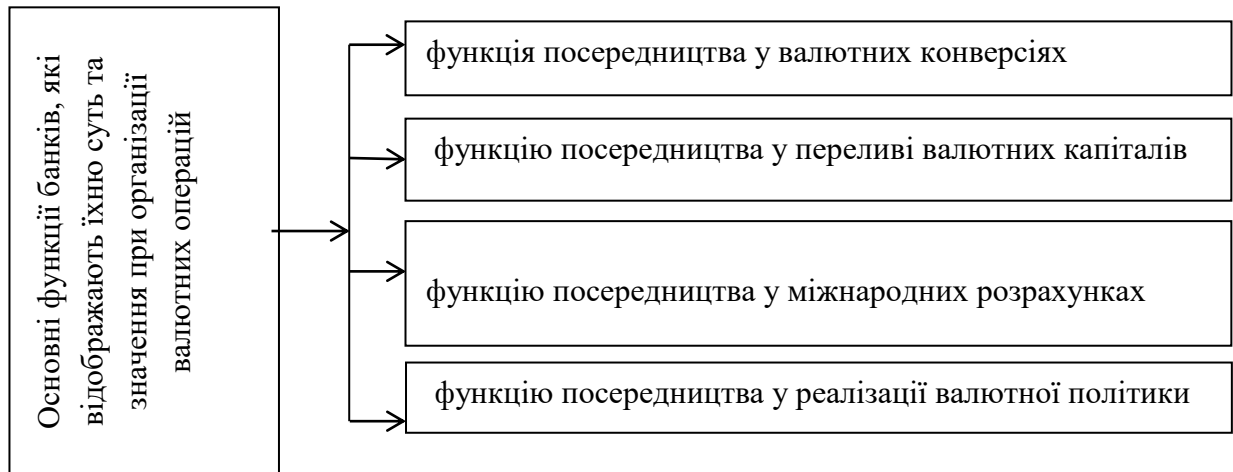 Основні функції банків, які
відображають їхню суть та
значення при організації
валютних операцій
функція посередництва у валютних конверсіях
функцію посередництва у переливі валютних капіталів
функцію посередництва у міжнародних розрахунках
функцію посередництва у реалізації валютної політики